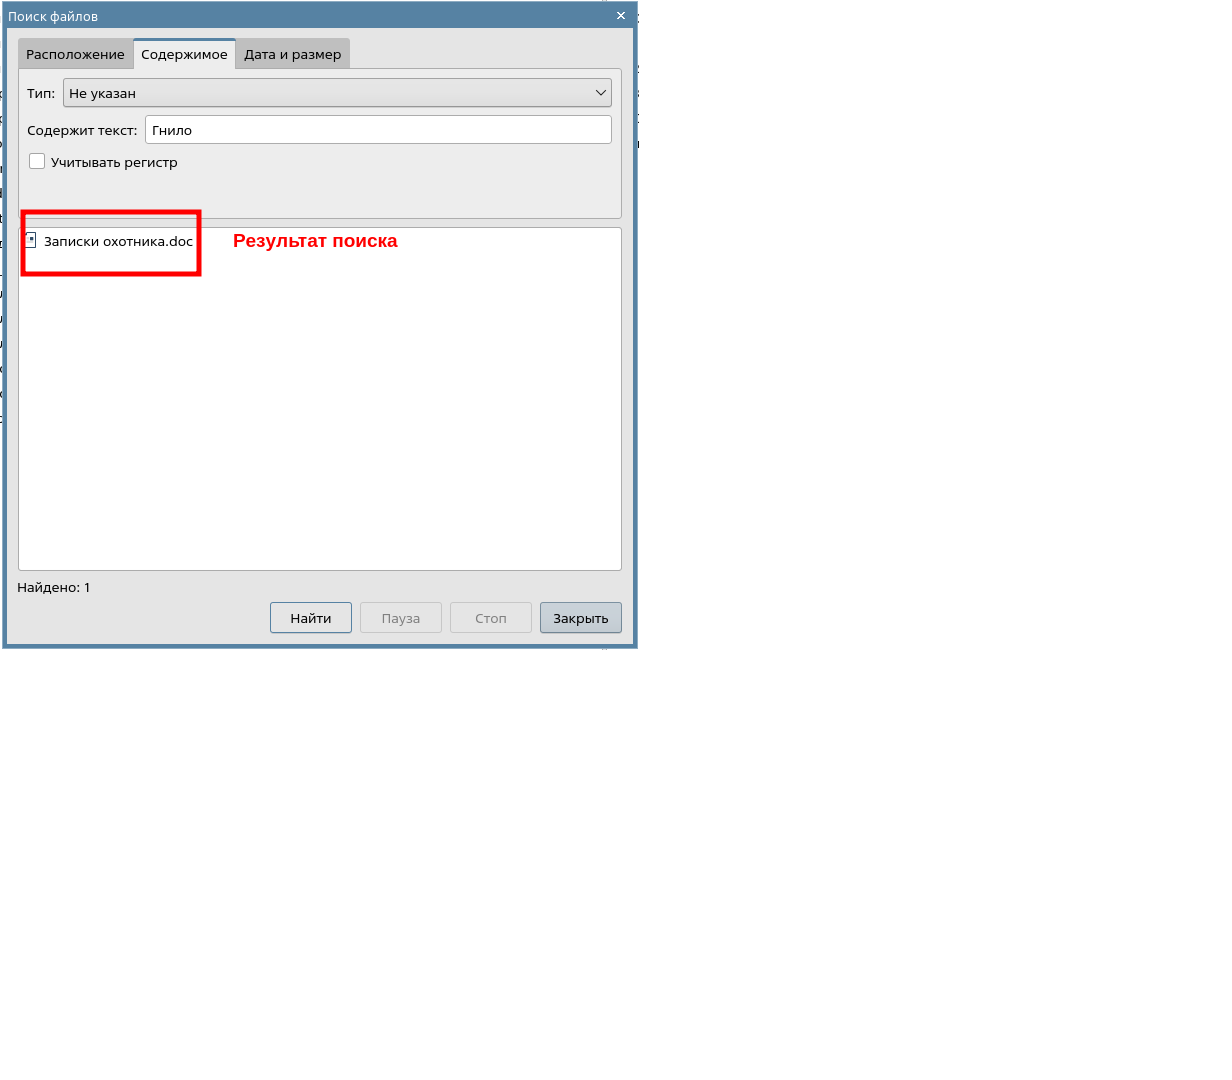 Поиск файлов
Расположение Содержимое Дата и размер
Тип: Не указан
Содержит текст: Гнило
Учитывать регистр
Записки охотника.doc Результат поиска
Найдено: 1
Найти Пауза Стоп Закрыть